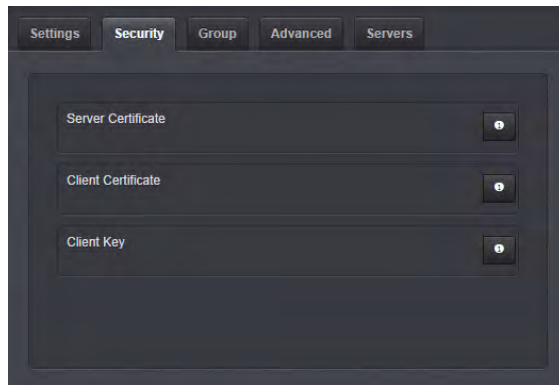 Settings Security Group Advanced Servers
Server Certificate
Client Certificate
Client Key